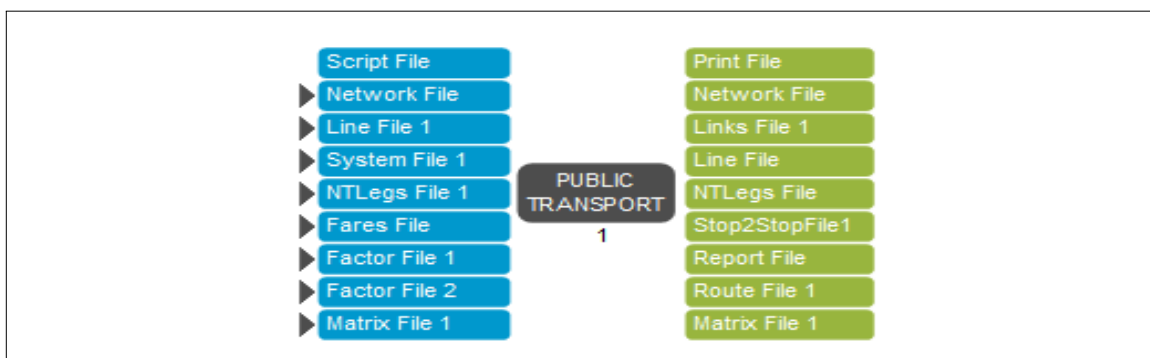 Script File
Network File
Line File 1
System File 1
NTLegs File 1
Fares File
Factor File 1
Factor File 2
Matrix File 1
PUBLIC
TRANSPORT
1
Print File
Network File
Links File 1
Line File
NTLegs File
Stop2StopFile1
Report File
Route File 1
Matrix File 1